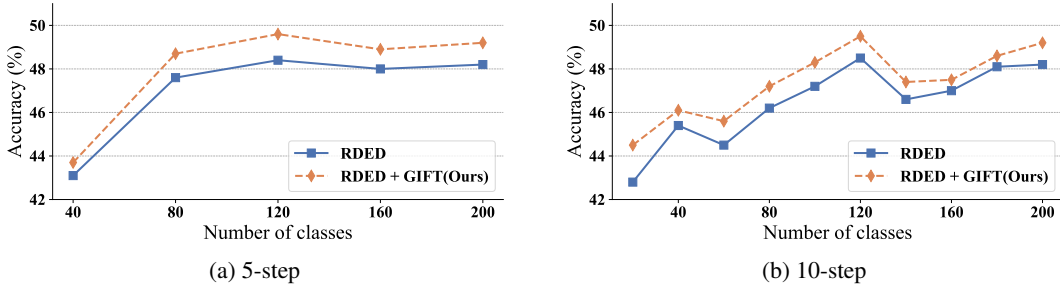 Accuracy (%)
50
48
46
44
42
40
80
120
160
200
RDED
RDED + GIFT(Ours)
Number of classes
(a) 5-step
Accuracy (%)
50
48
46
44
42
40
80
120
160
200
RDED
RDED + GIFT(Ours)
Number of classes
(b) 10-step